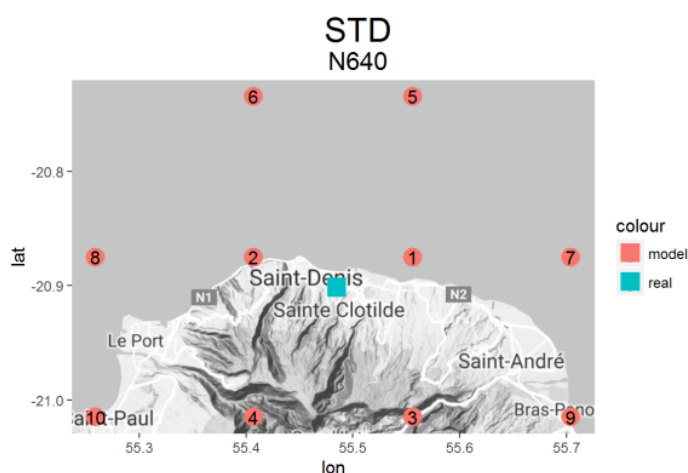 STD
N640
6
5
-20.8
8
2
1
7
lat
-20.9
Saint-Denis
N1
N2
Sainte Clotilde
Le Port
Saint-André
-21.0
10
Saint-Paul
4
3
Bras-Pano
9
55.3
55.4
55.5
55.6
55.7
lon
colour
model
real